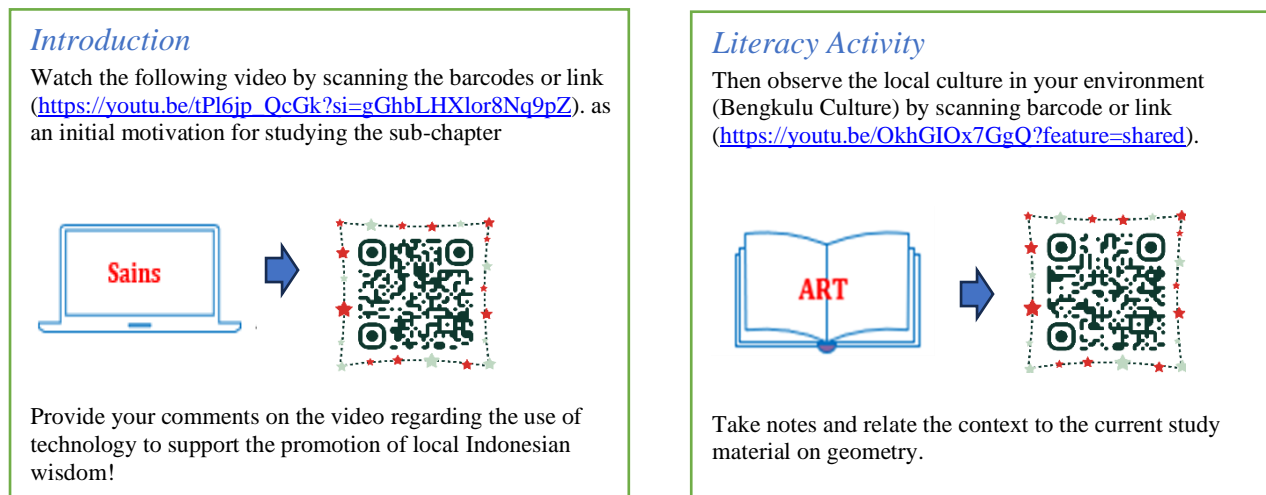 Introduction
Watch the following video by scanning the barcodes or link
(https://youtu.be/tPl6jp_QcGk?si=gGhbLHXlor8Nq9pZ). as
an initial motivation for studying the sub-chapter
Sains
Provide your comments on the video regarding the use of
technology to support the promotion of local Indonesian
wisdom!
Literacy Activity
Then observe the local culture in your environment
(Bengkulu Culture) by scanning barcode or link
(https://youtu.be/OkhGIOx7GgQ?feature=shared).
ART
Take notes and relate the context to the current study
material on geometry.